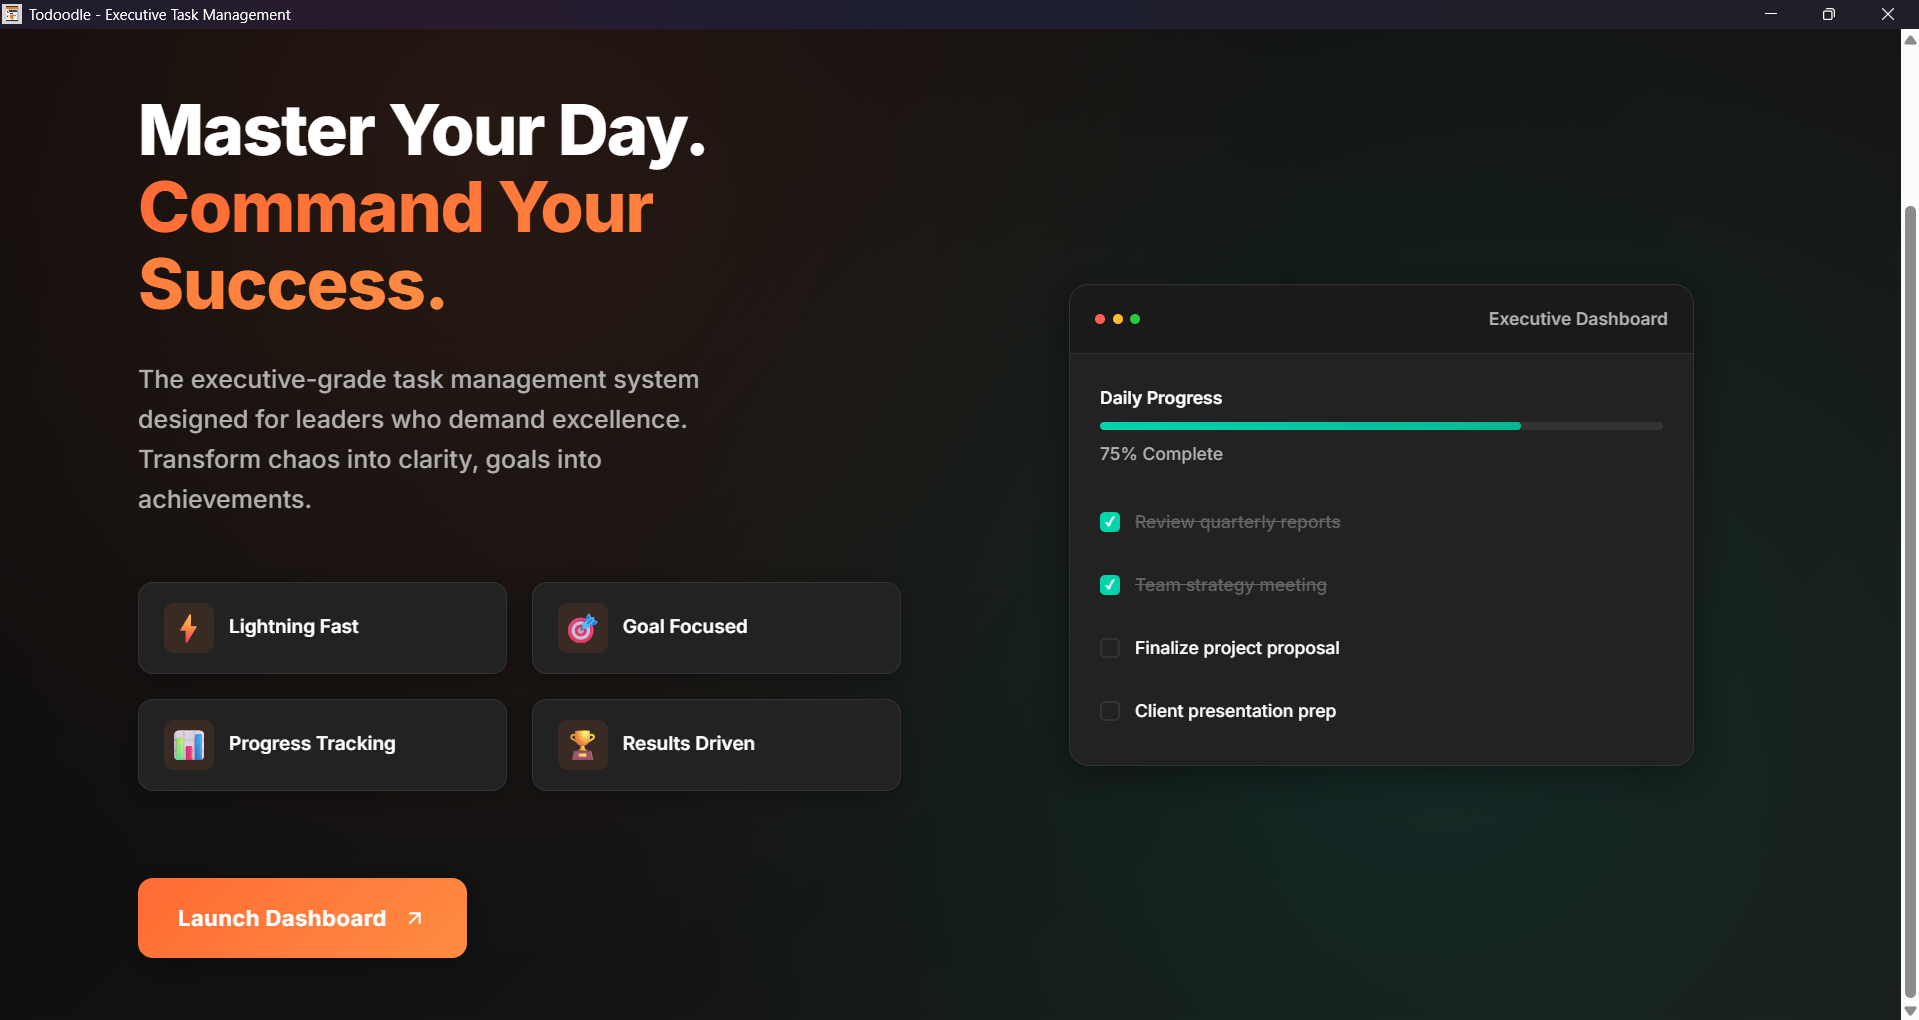 Todoodle - Executive Task Management
Master Your Day.
Command Your
Success.
The executive-grade task management system
designed for leaders who demand excellence.
Transform chaos into clarity, goals into
achievements.
Lightning Fast
Goal Focused
Progress Tracking
Results Driven
Launch Dashboard
Executive Dashboard
Daily Progress
75% Complete
Review quarterly reports
Team strategy meeting
Finalize project proposal
Client presentation prep